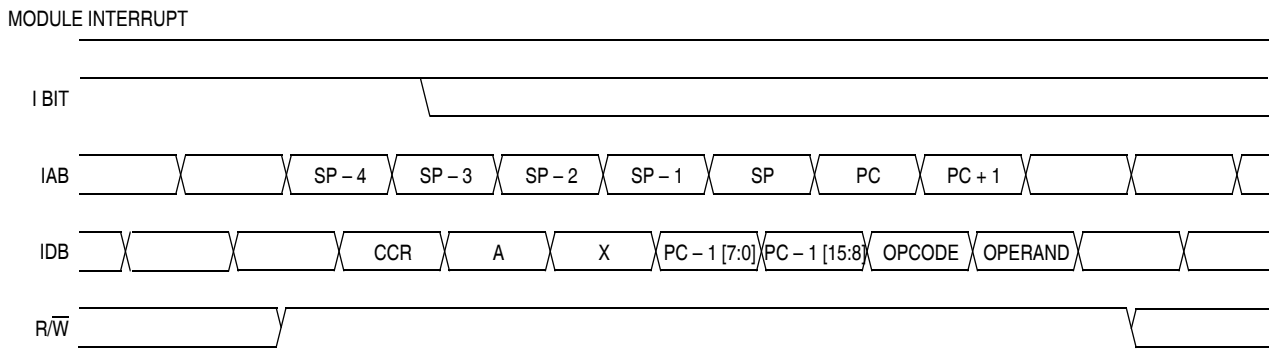 MODULE INTERRUPT
I BIT
IAB SP – 4 SP – 3 SP – 2 SP – 1 SP PC PC + 1
IDB CCR A X PC – 1 [7:0] PC – 1 [15:8] OPCODE OPERAND
R/W̅